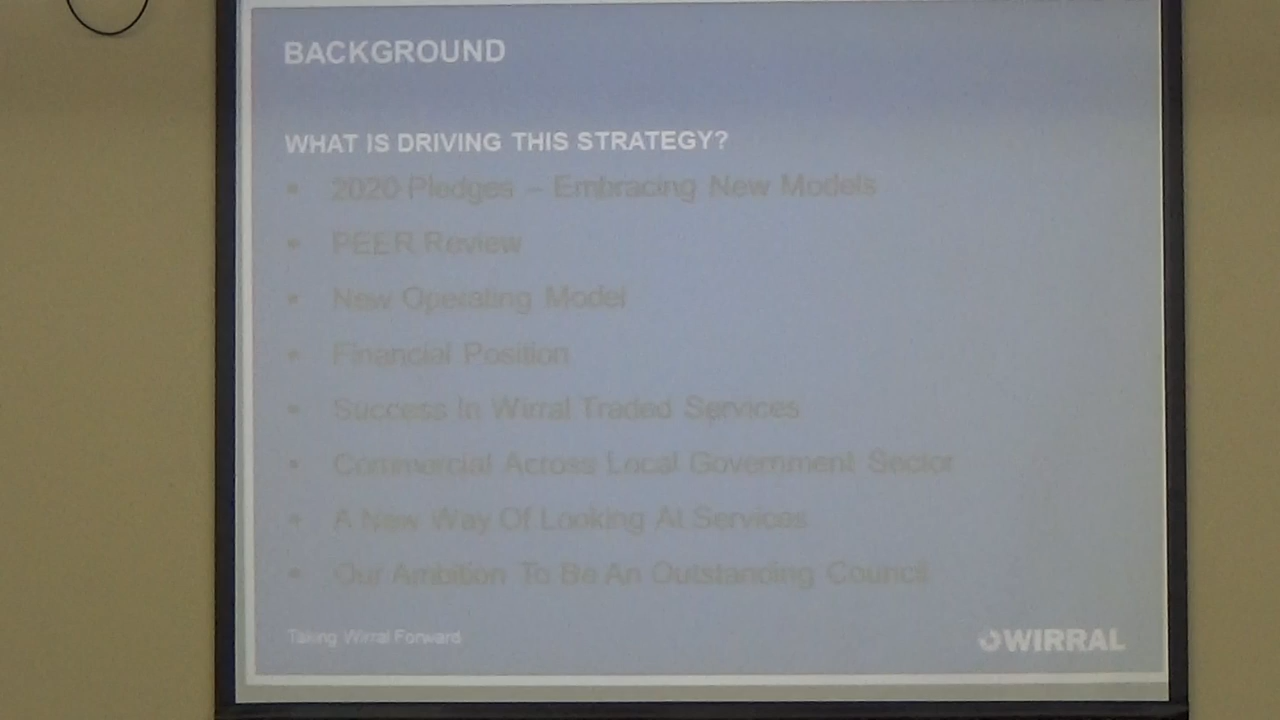 BACKGROUND
WHAT IS DRIVING THIS STRATEGY?
• 2020 Pledges – Embracing New Models
• PEER Review
• New Operating Model
• Financial Position
• Success In Wirral Traded Services
• Commercial Across Local Government Sector
• A New Way Of Looking At Services
• Our Ambition To Be An Outstanding Council
Taking Wirral Forward
WIRRAL